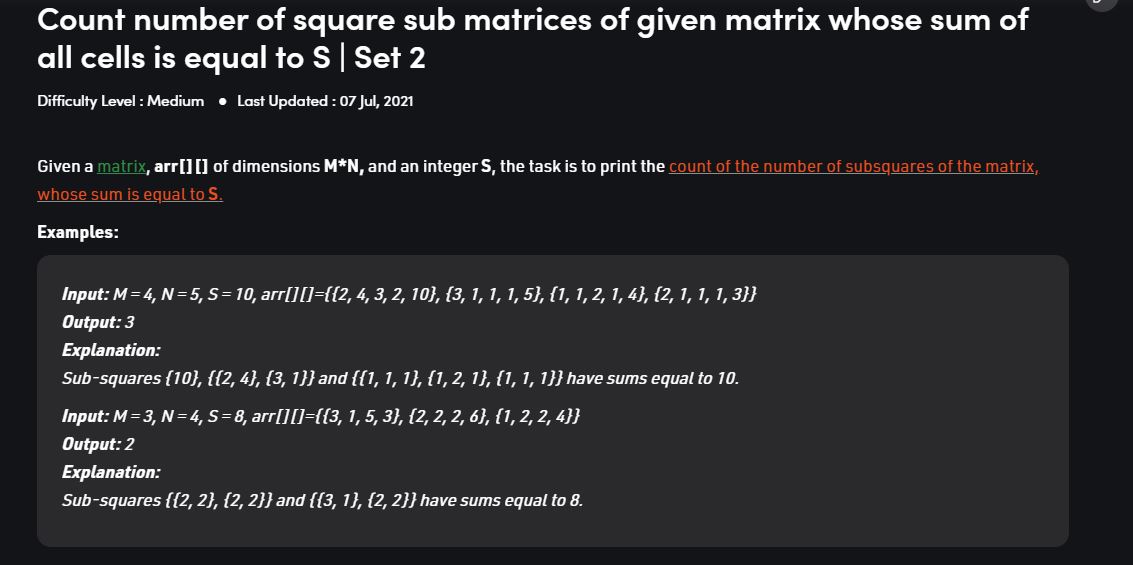 Count number of square sub matrices of given matrix whose sum of
all cells is equal to S | Set 2
Difficulty Level : Medium ● Last Updated : 07 Jul, 2021
Given a matrix, arr[][] of dimensions M*N, and an integer S, the task is to print the count of the number of subsquares of the matrix,
whose sum is equal to S.
Examples:
Input: M = 4, N = 5, S = 10, arr[][]={{2, 4, 3, 2, 10}, {3, 1, 1, 1, 5}, {1, 1, 2, 1, 4}, {2, 1, 1, 1, 3}}
Output: 3
Explanation:
Sub-squares {10}, {{2, 4}, {3, 1}} and {{1, 1, 1}, {1, 2, 1}, {1, 1, 1}} have sums equal to 10.
Input: M = 3, N = 4, S = 8, arr[][]={{3, 1, 5, 3}, {2, 2, 2, 6}, {1, 2, 2, 4}}
Output: 2
Explanation:
Sub-squares {{2, 2}, {2, 2}} and {{3, 1}, {2, 2}} have sums equal to 8.